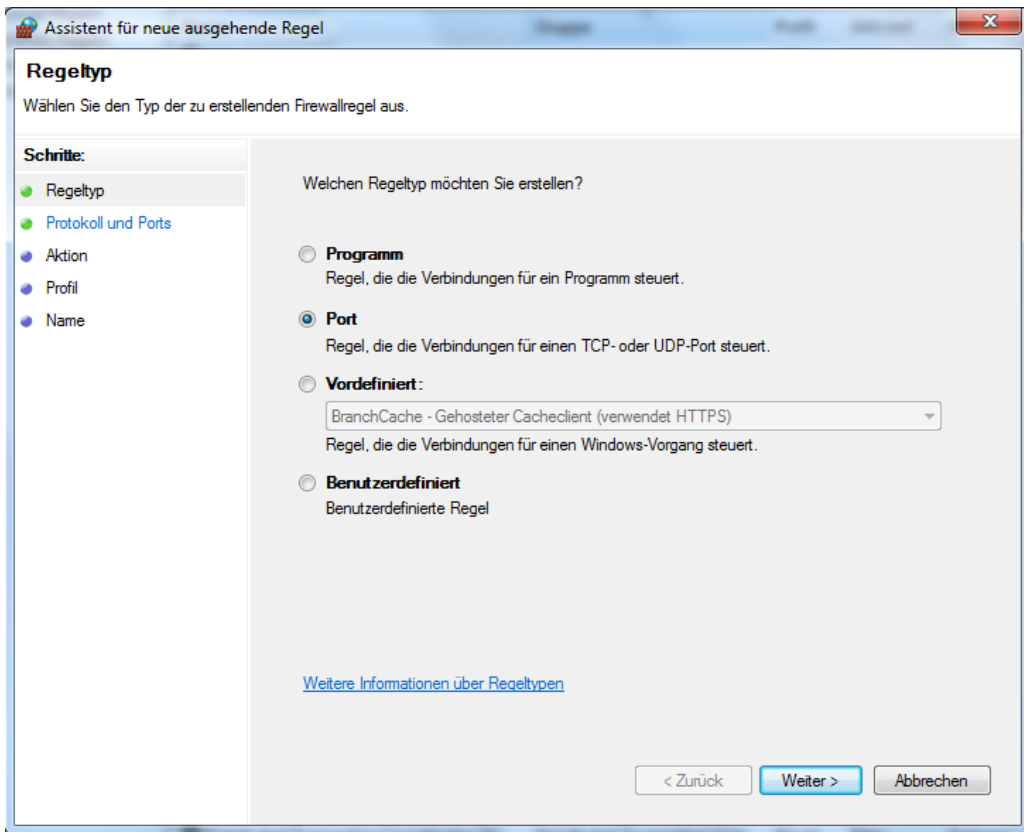 Assistent für neue ausgehende Regel
Regeltyp
Wählen Sie den Typ der zu erstellenden Firewallregel aus.
Schritte:
Regeltyp
Protokoll und Ports
Aktion
Profil
Name
Welchen Regeltyp möchten Sie erstellen?
Programm
Regel, die die Verbindungen für ein Programm steuert.
Port
Regel, die die Verbindungen für einen TCP- oder UDP-Port steuert.
Vordefiniert:
BranchCache - Gehosteter Cacheclient (verwendet HTTPS)
Regel, die die Verbindungen für einen Windows-Vorgang steuert.
Benutzerdefiniert
Benutzerdefinierte Regel
Weitere Informationen über Regeltypen
< Zurück
Weiter >
Abbrechen